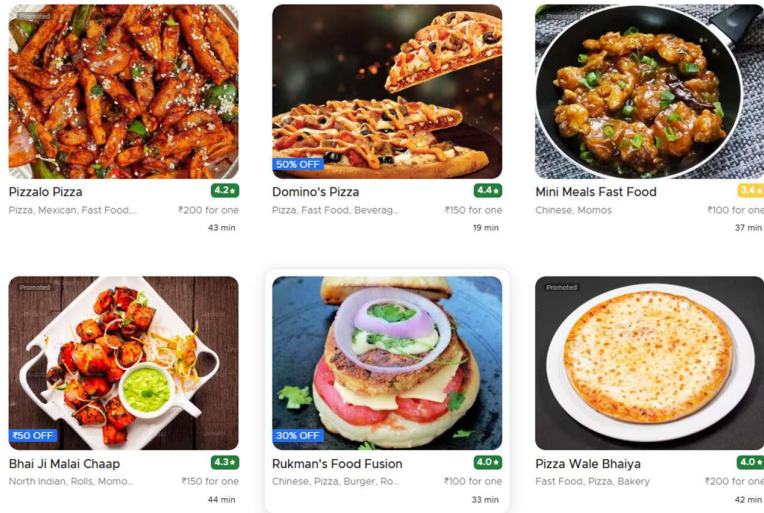 Promoted
Promoted
50% OFF
Pizzalo Pizza 4.2★
Domino's Pizza 4.4★
Mini Meals Fast Food 3.4★
Pizza, Mexican, Fast Food,... ₹200 for one
Pizza, Fast Food, Beverag... ₹150 for one
Chinese, Momos ₹100 for one
43 min
19 min
37 min
Promoted
Promoted
₹50 OFF
30% OFF
Bhai Ji Malai Chaap 4.3★
Rukman's Food Fusion 4.0★
Pizza Wale Bhaiya 4.0★
North Indian, Rolls, Momo... ₹150 for one
Chinese, Pizza, Burger, Ro... ₹100 for one
Fast Food, Pizza, Bakery ₹200 for one
44 min
33 min
42 min